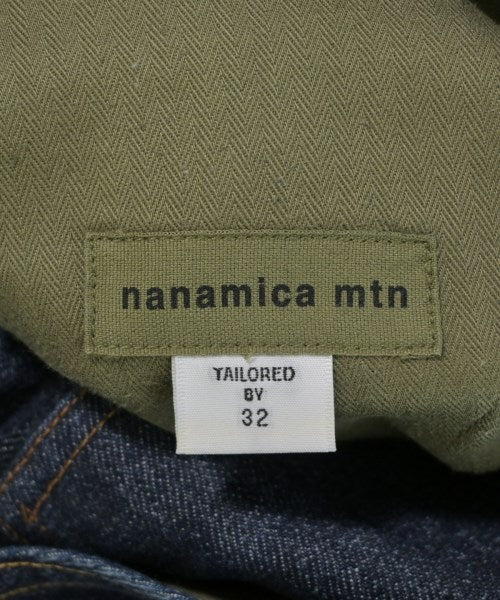 nanamica mtn
TAILORED
BY
32